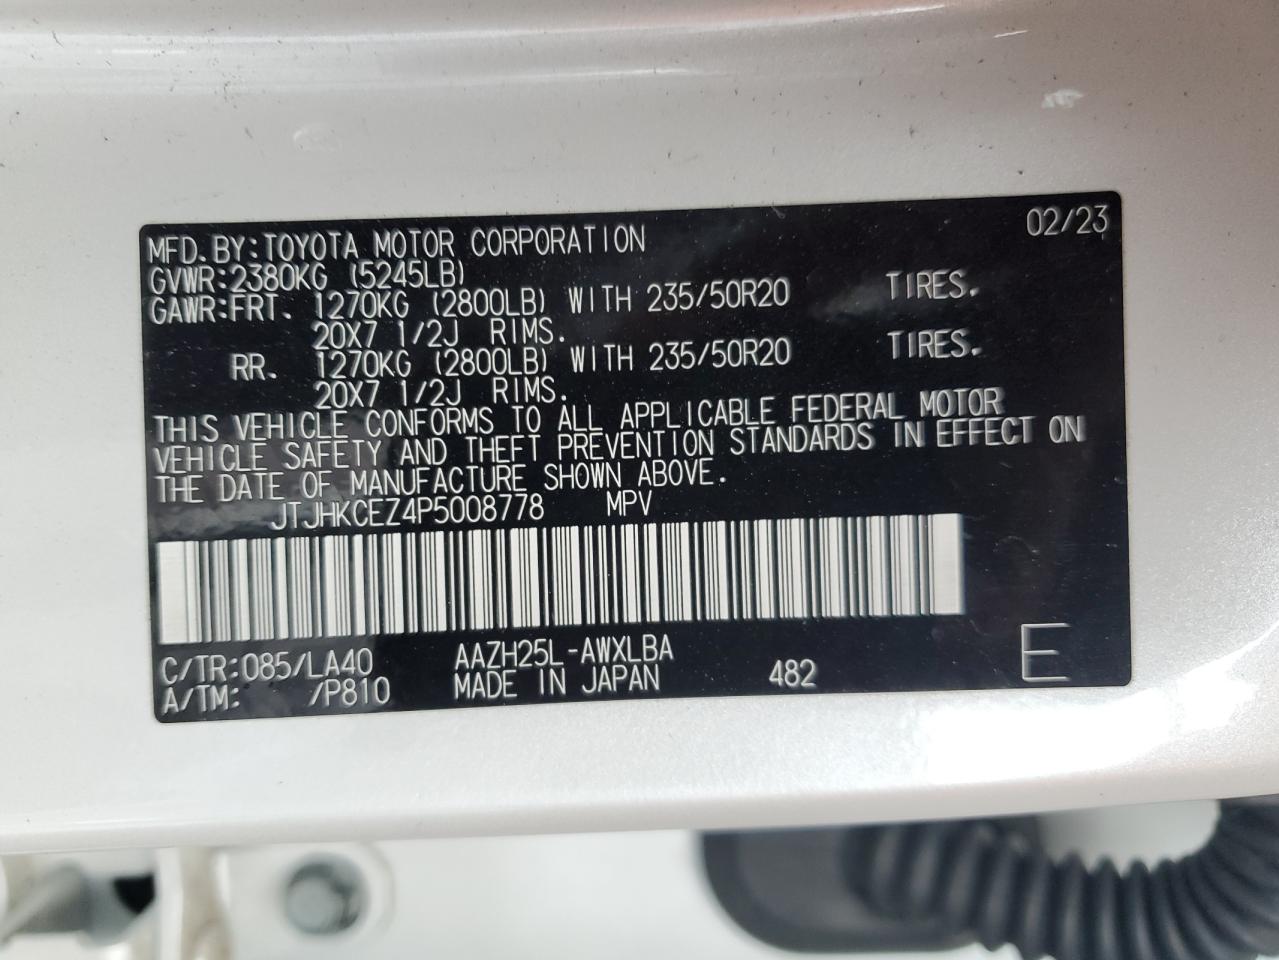 MFD. BY: TOYOTA MOTOR CORPORATION 02/23
GVWR: 2380KG (5245LB)
GAWR: FRT. 1270KG (2800LB) WITH 235/50R20 TIRES.
20X7 1/2J RIMS.
RR. 1270KG (2800LB) WITH 235/50R20 TIRES.
20X7 1/2J RIMS.
THIS VEHICLE CONFORMS TO ALL APPLICABLE FEDERAL MOTOR
VEHICLE SAFETY AND THEFT PREVENTION STANDARDS IN EFFECT ON
THE DATE OF MANUFACTURE SHOWN ABOVE.
JTJHKCEZ4P5008778 MPV
C/TR: 085/LA40 AAZH25L-AWXLBA
A/TM: /P810 MADE IN JAPAN 482 E